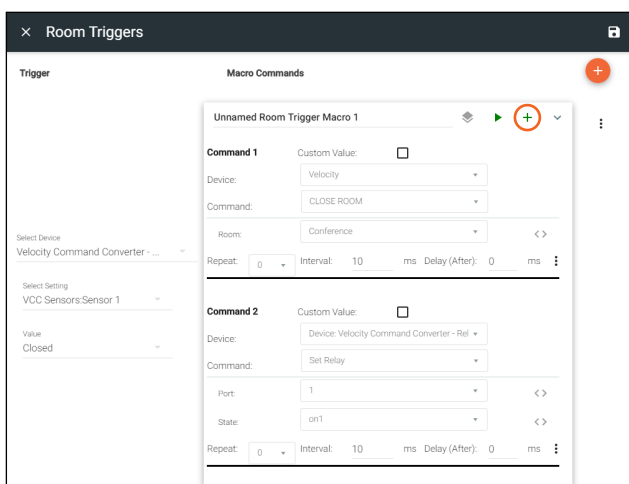 × Room Triggers
Trigger
Macro Commands
+
Unnamed Room Trigger Macro 1
+
Command 1 Custom Value:
Device: Velocity
Command: CLOSE ROOM
Room: Conference <>
Repeat: 0 Interval: 10 ms Delay (After): 0 ms
Select Device
Velocity Command Converter - ...
Select Setting
VCC Sensors:Sensor 1
Value
Closed
Command 2 Custom Value:
Device: Device: Velocity Command Converter - Rel
Command: Set Relay
Port: 1 <>
State: on1 <>
Repeat: 0 Interval: 10 ms Delay (After): 0 ms